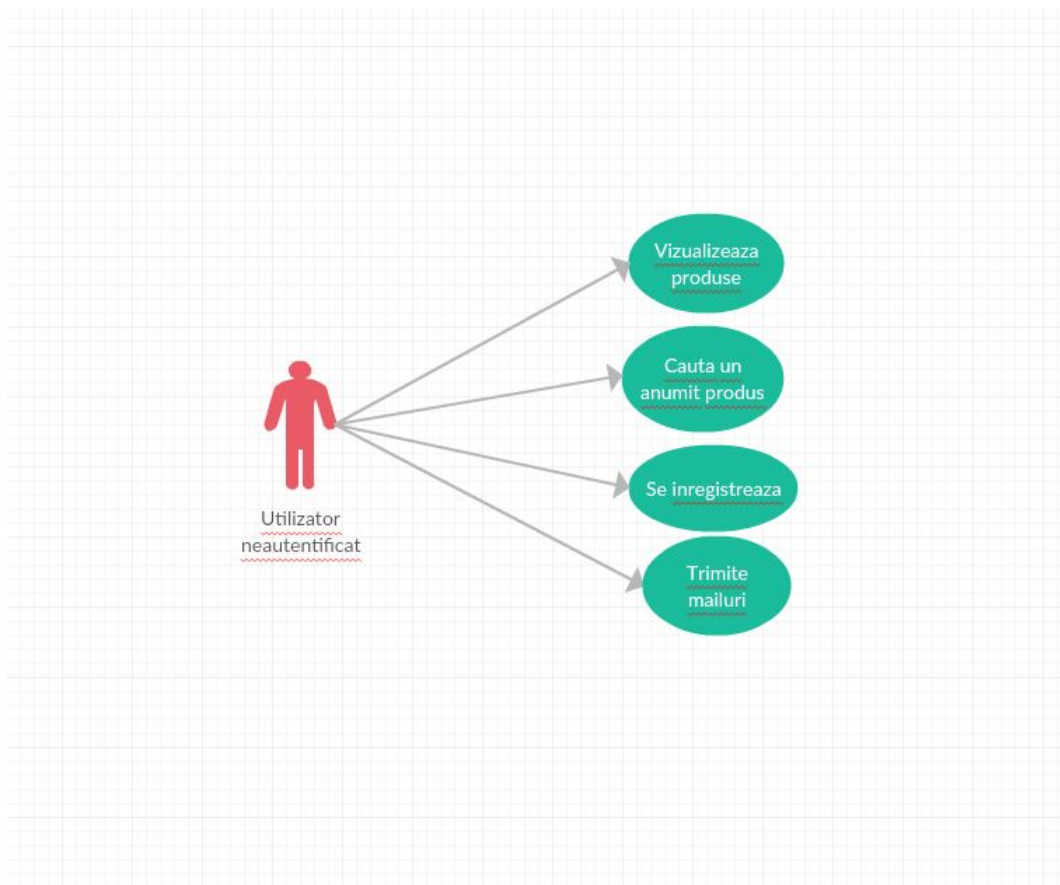 Vizualizeaza
produse
Cauta un
anumit produs
Se inregistreaza
Trimite
mailuri
Utilizator
neautentificat